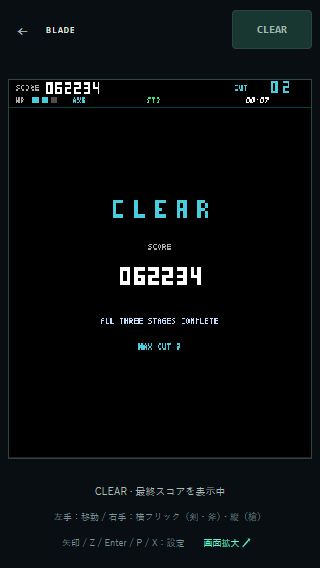 ← BLADE CLEAR
SCORE 062234 CUT 02
HP AXE ST3 00:07
CLEAR
SCORE
062234
ALL THREE STAGES COMPLETE
MAX CUT
CLEAR · 最終スコアを表示中
左手：移動 / 右手：横フリック（剣・斧）・縦（槍）
矢印 / Z / Enter / P / X：設定 画面拡大